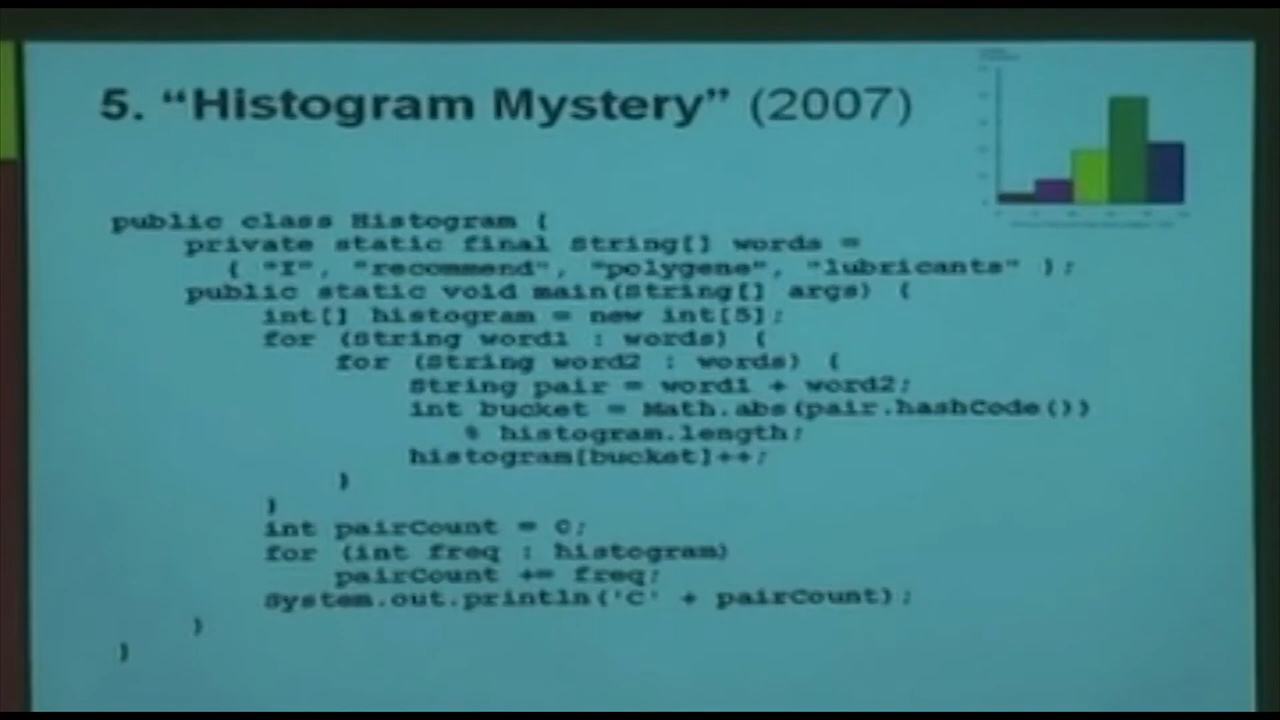 5. “Histogram Mystery” (2007)
public class Histogram {
private static final String[] words =
{ "I", "recommend", "polygene", "lubricants" };
public static void main(String[] args) {
int[] histogram = new int[5];
for (String word1 : words) {
for (String word2 : words) {
String pair = word1 + word2;
int bucket = Math.abs(pair.hashCode())
% histogram.length;
histogram[bucket]++;
}
}
int pairCount = 0;
for (int freq : histogram)
pairCount += freq;
System.out.println('C' + pairCount);
}
}